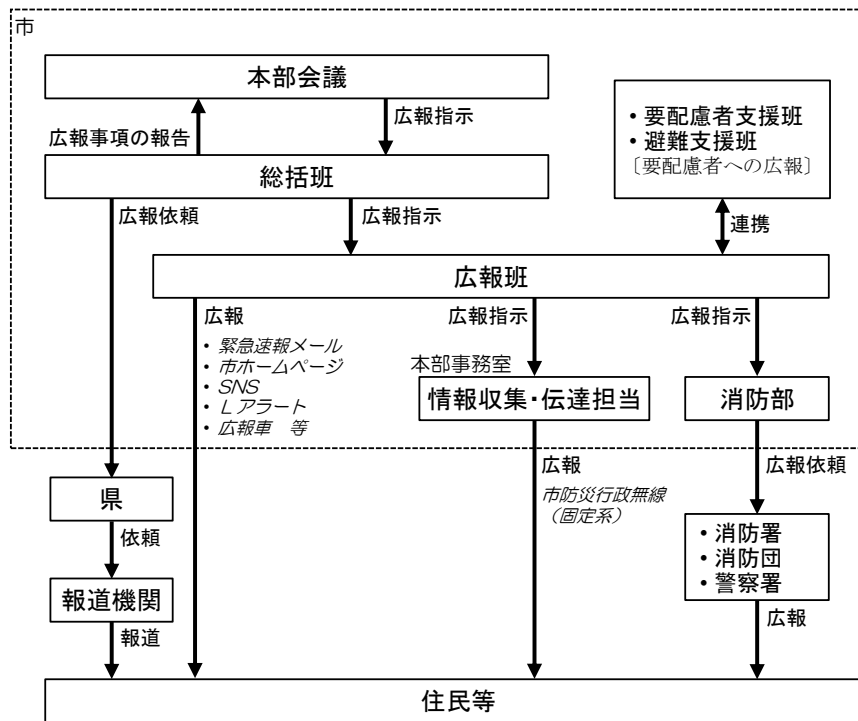 市
本部会議
広報事項の報告
広報指示
・要配慮者支援班
・避難支援班
〔要配慮者への広報〕
総括班
広報依頼
広報指示
連携
広報班
広報
・緊急速報メール
・市ホームページ
・SNS
・Lアラート
・広報車　等
広報指示
広報指示
本部事務室
情報収集・伝達担当
消防部
広報
市防災行政無線
（固定系）
広報依頼
県
依頼
・消防署
・消防団
・警察署
報道機関
報道
広報
住民等